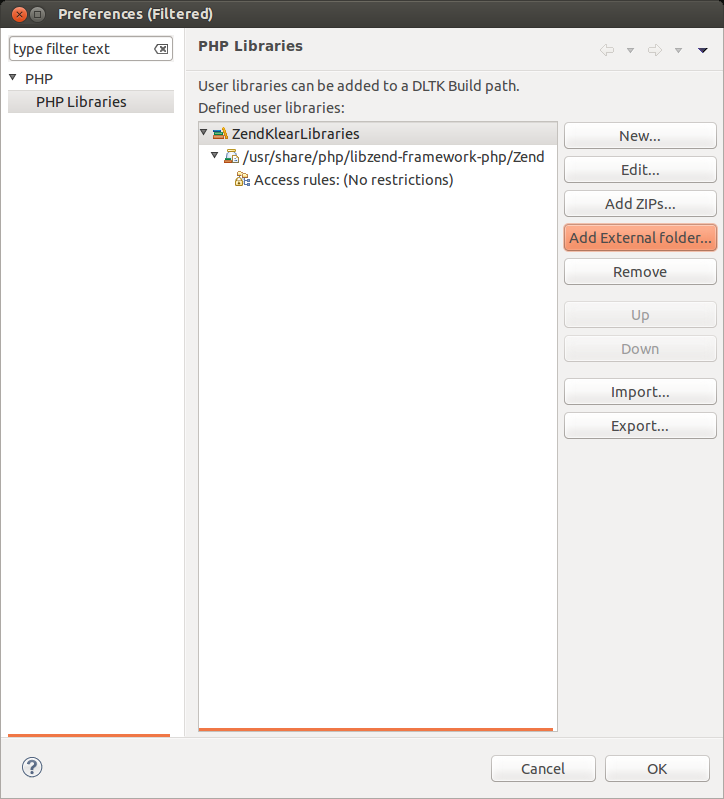 Preferences (Filtered)
type filter text
PHP
PHP Libraries
PHP Libraries
User libraries can be added to a DLTK Build path.
Defined user libraries:
ZendKlearLibraries
/usr/share/php/libzend-framework-php/Zend
Access rules: (No restrictions)
New...
Edit...
Add ZIPs...
Add External folder...
Remove
Up
Down
Import...
Export...
?
Cancel
OK